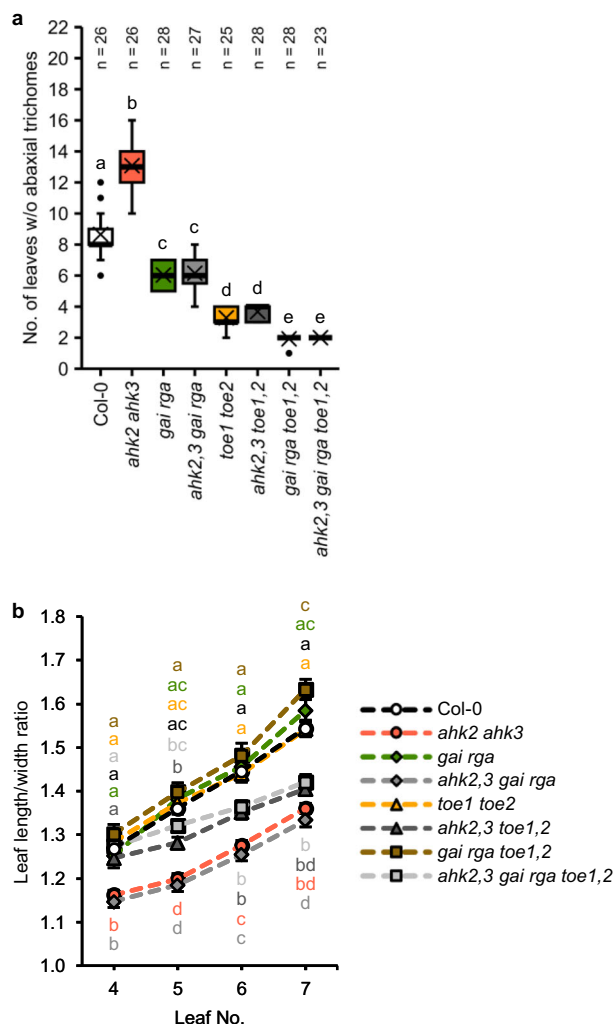 a
n = 26
n = 26
n = 28
n = 27
n = 25
n = 28
n = 28
n = 23
No. of leaves w/o abaxial trichomes
22
20
18
16
14
12
10
8
6
4
2
0
a
b
c
c
d
d
e
e
Col-0
ahk2 ahk3
gai rga
ahk2,3 gai rga
toe1 toe2
ahk2,3 toe1,2
gai rga toe1,2
ahk2,3 gai rga toe1,2
b
Leaf length/width ratio
1.8
1.7
1.6
1.5
1.4
1.3
1.2
1.1
1.0
a
a
a
a
a
a
b
b
a
ac
ac
ac
bc
b
d
d
a
a
a
a
b
b
c
c
c
ac
a
a
b
bd
bd
d
4
5
6
7
Leaf No.
Col-0
ahk2 ahk3
gai rga
ahk2,3 gai rga
toe1 toe2
ahk2,3 toe1,2
gai rga toe1,2
ahk2,3 gai rga toe1,2